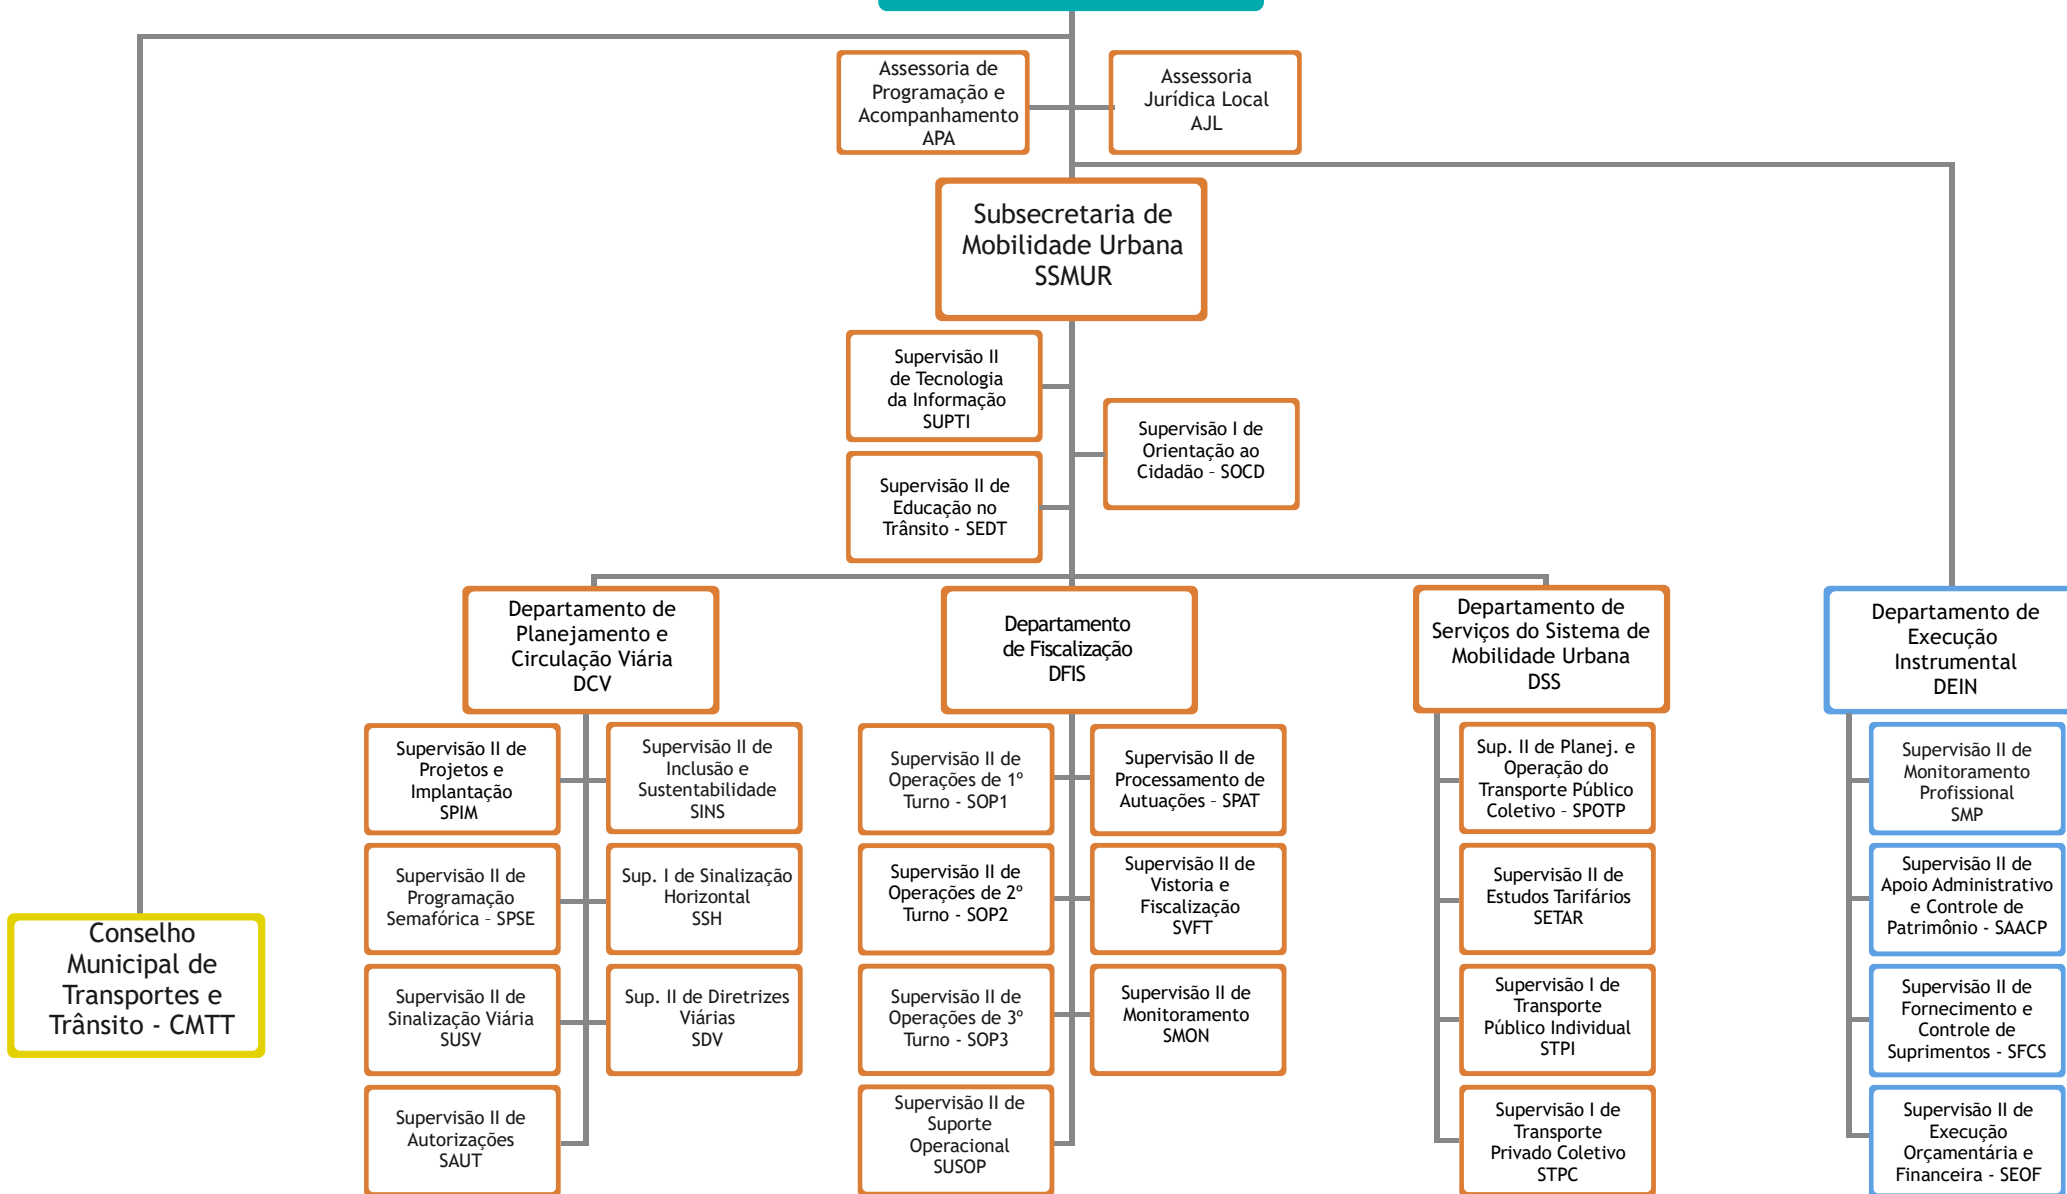 Assessoria de
Programação e
Acompanhamento
APA
Assessoria
Jurídica Local
AJL
Subsecretaria de
Mobilidade Urbana
SSMUR
Supervisão II
de Tecnologia
da Informação
SUPTI
Supervisão I de
Orientação ao
Cidadão – SOCD
Supervisão II de
Educação no
Trânsito - SEDT
Departamento de
Planejamento e
Circulação Viária
DCV
Departamento
de Fiscalização
DFIS
Departamento de
Serviços do Sistema de
Mobilidade Urbana
DSS
Departamento de
Execução
Instrumental
DEIN
Supervisão II de
Projetos e
Implantação
SPIM
Supervisão II de
Inclusão e
Sustentabilidade
SINS
Supervisão II de
Operações de 1º
Turno - SOP1
Supervisão II de
Processamento de
Autuações – SPAT
Sup. II de Planej. e
Operação do
Transporte Público
Coletivo – SPOTP
Supervisão II de
Monitoramento
Profissional
SMP
Supervisão II de
Programação
Semafórica – SPSE
Sup. I de Sinalização
Horizontal
SSH
Supervisão II de
Operações de 2º
Turno - SOP2
Supervisão II de
Vistoria e
Fiscalização
SVFT
Supervisão II de
Estudos Tarifários
SETAR
Supervisão II de
Apoio Administrativo
e Controle de
Patrimônio - SAACP
Conselho
Municipal de
Transportes e
Trânsito - CMTT
Supervisão II de
Sinalização Viária
SUSV
Sup. II de Diretrizes
Viárias
SDV
Supervisão II de
Operações de 3º
Turno - SOP3
Supervisão II de
Monitoramento
SMON
Supervisão I de
Transporte
Público Individual
STPI
Supervisão II de
Fornecimento e
Controle de
Suprimentos - SFCS
Supervisão II de
Autorizações
SAUT
Supervisão II de
Suporte
Operacional
SUSOP
Supervisão I de
Transporte
Privado Coletivo
STPC
Supervisão II de
Execução
Orçamentária e
Financeira - SEOF